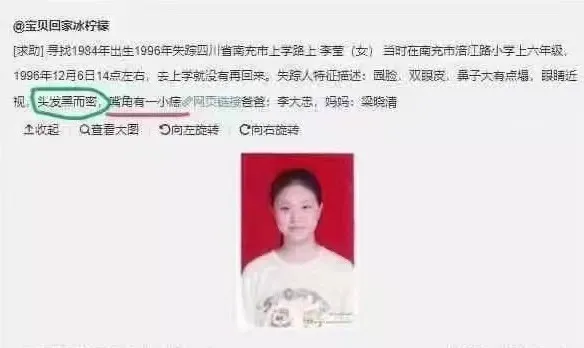 @宝贝回家冰柠檬
[求助] 寻找1984年出生1996年失踪四川省南充市上学路上 李莹（女） 当时在南充市涪江路小学上六年级，
1996年12月6日14点左右，去上学就没有再回来。失踪人特征描述：圆脸，双眼皮，鼻子大有点塌，眼睛近
视，头发黑而密，嘴角有一小痣 网页链接爸爸：李大志，妈妈：梁晓清
收起 | 查看大图 向左旋转 向右旋转